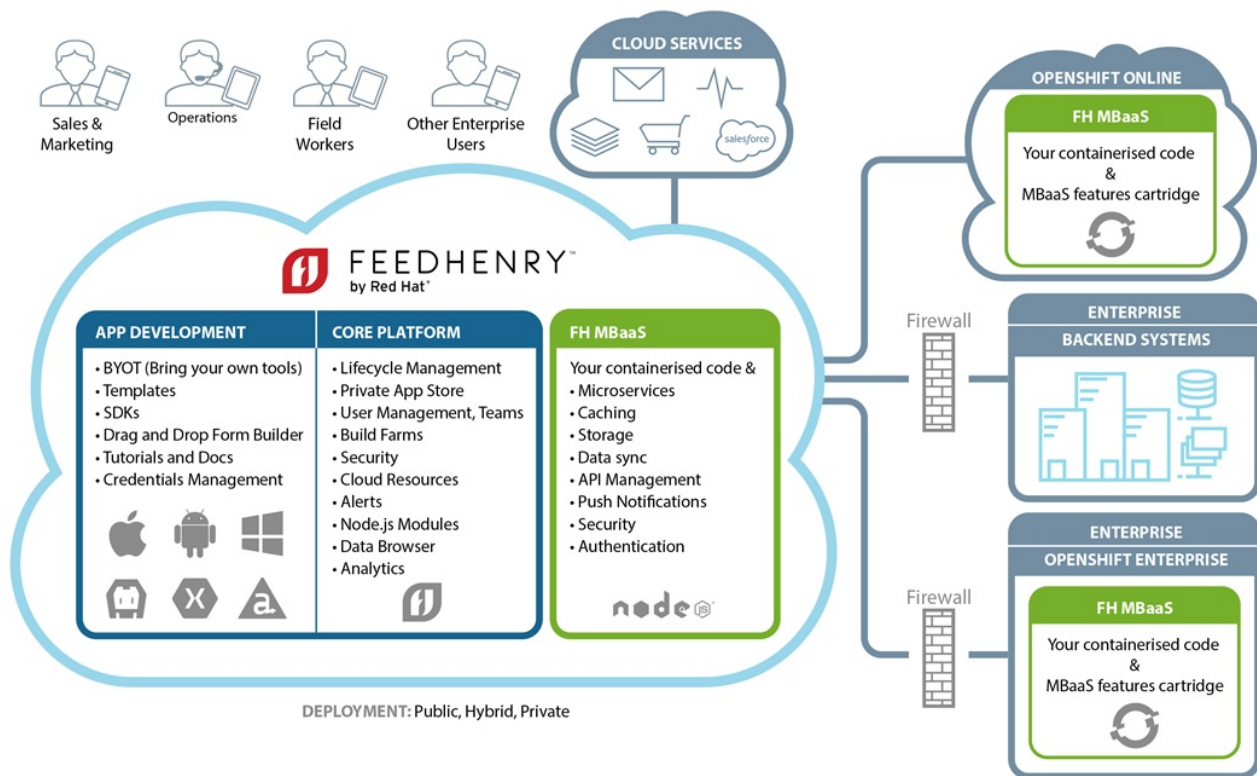 Sales &
Marketing
Operations
Field
Workers
Other Enterprise
Users
CLOUD SERVICES
salesforce
FEEDHENRY™
by Red Hat®
APP DEVELOPMENT
• BYOT (Bring your own tools)
• Templates
• SDKs
• Drag and Drop Form Builder
• Tutorials and Docs
• Credentials Management
CORE PLATFORM
• Lifecycle Management
• Private App Store
• User Management, Teams
• Build Farms
• Security
• Cloud Resources
• Alerts
• Node.js Modules
• Data Browser
• Analytics
FH MBaaS
Your containerised code &
• Microservices
• Caching
• Storage
• Data sync
• API Management
• Push Notifications
• Security
• Authentication
node JS
DEPLOYMENT: Public, Hybrid, Private
OPENSHIFT ONLINE
FH MBaaS
Your containerised code
&
MBaaS features cartridge
Firewall
ENTERPRISE
BACKEND SYSTEMS
Firewall
ENTERPRISE
OPENSHIFT ENTERPRISE
FH MBaaS
Your containerised code
&
MBaaS features cartridge